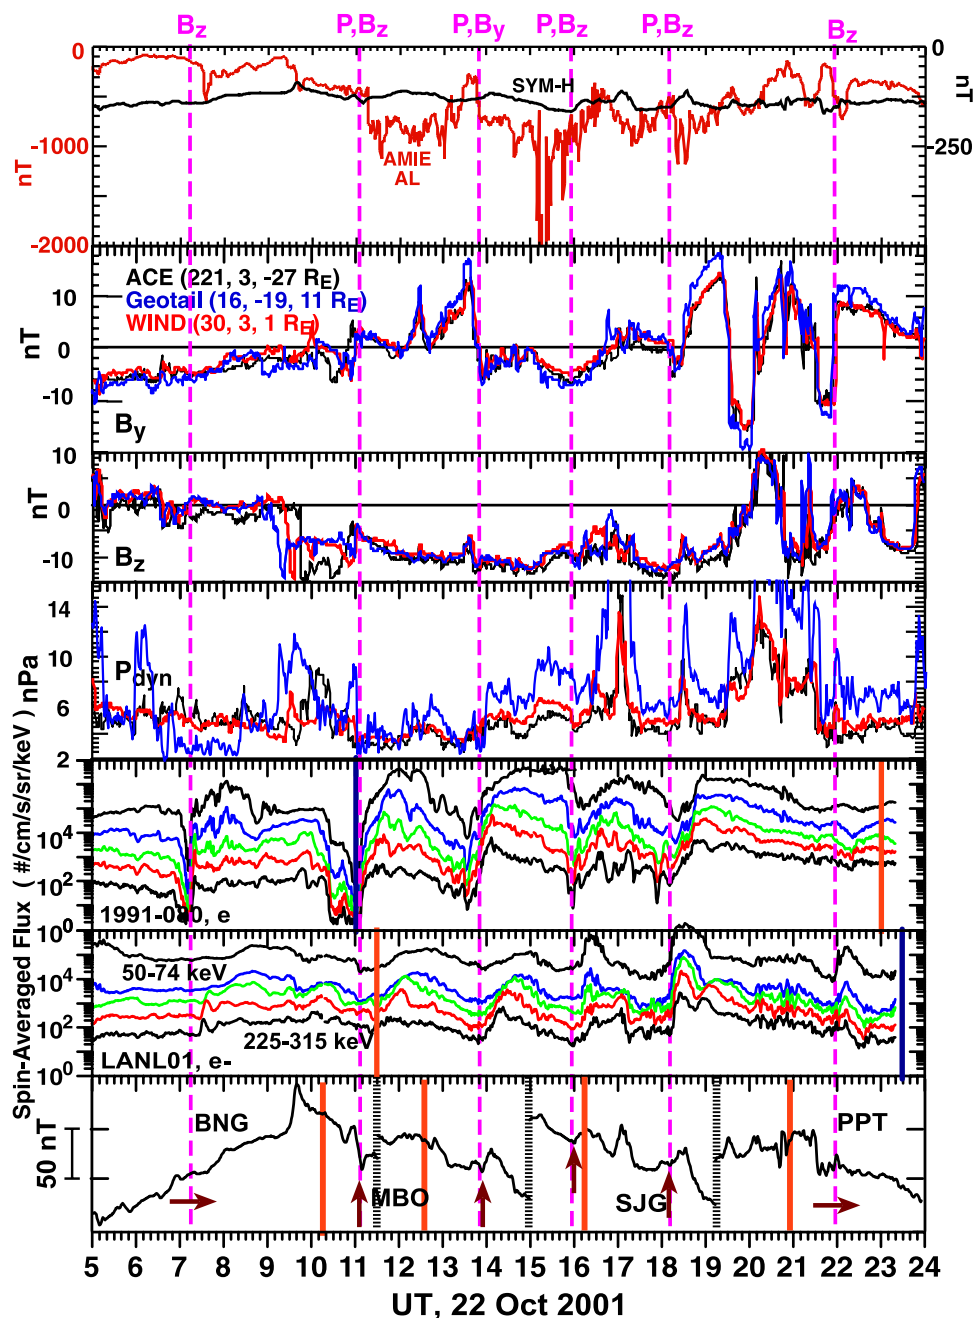 Bz P,Bz P,By P,Bz P,Bz Bz
0 0
SYM-H
nT
-1000 -250
AMIE
AL
nT
-2000
ACE (221, 3, -27 RE)
Geotail (16, -19, 11 RE)
WIND (30, 3, 1 RE)
10
nT
0
-10
By
10
nT
0
-10
Bz
14
10
Pdyn
nPa
6
2
Spin-Averaged Flux ( #/cm/s/sr/keV )
10^4
10^2
10^0
1991-080, e
10^6
50-74 keV
10^4
10^2
225-315 keV
LANL01, e-
10^0
BNG PPT
50 nT
MBO SJG
5 6 7 8 9 10 11 12 13 14 15 16 17 18 19 20 21 22 23 24
UT, 22 Oct 2001